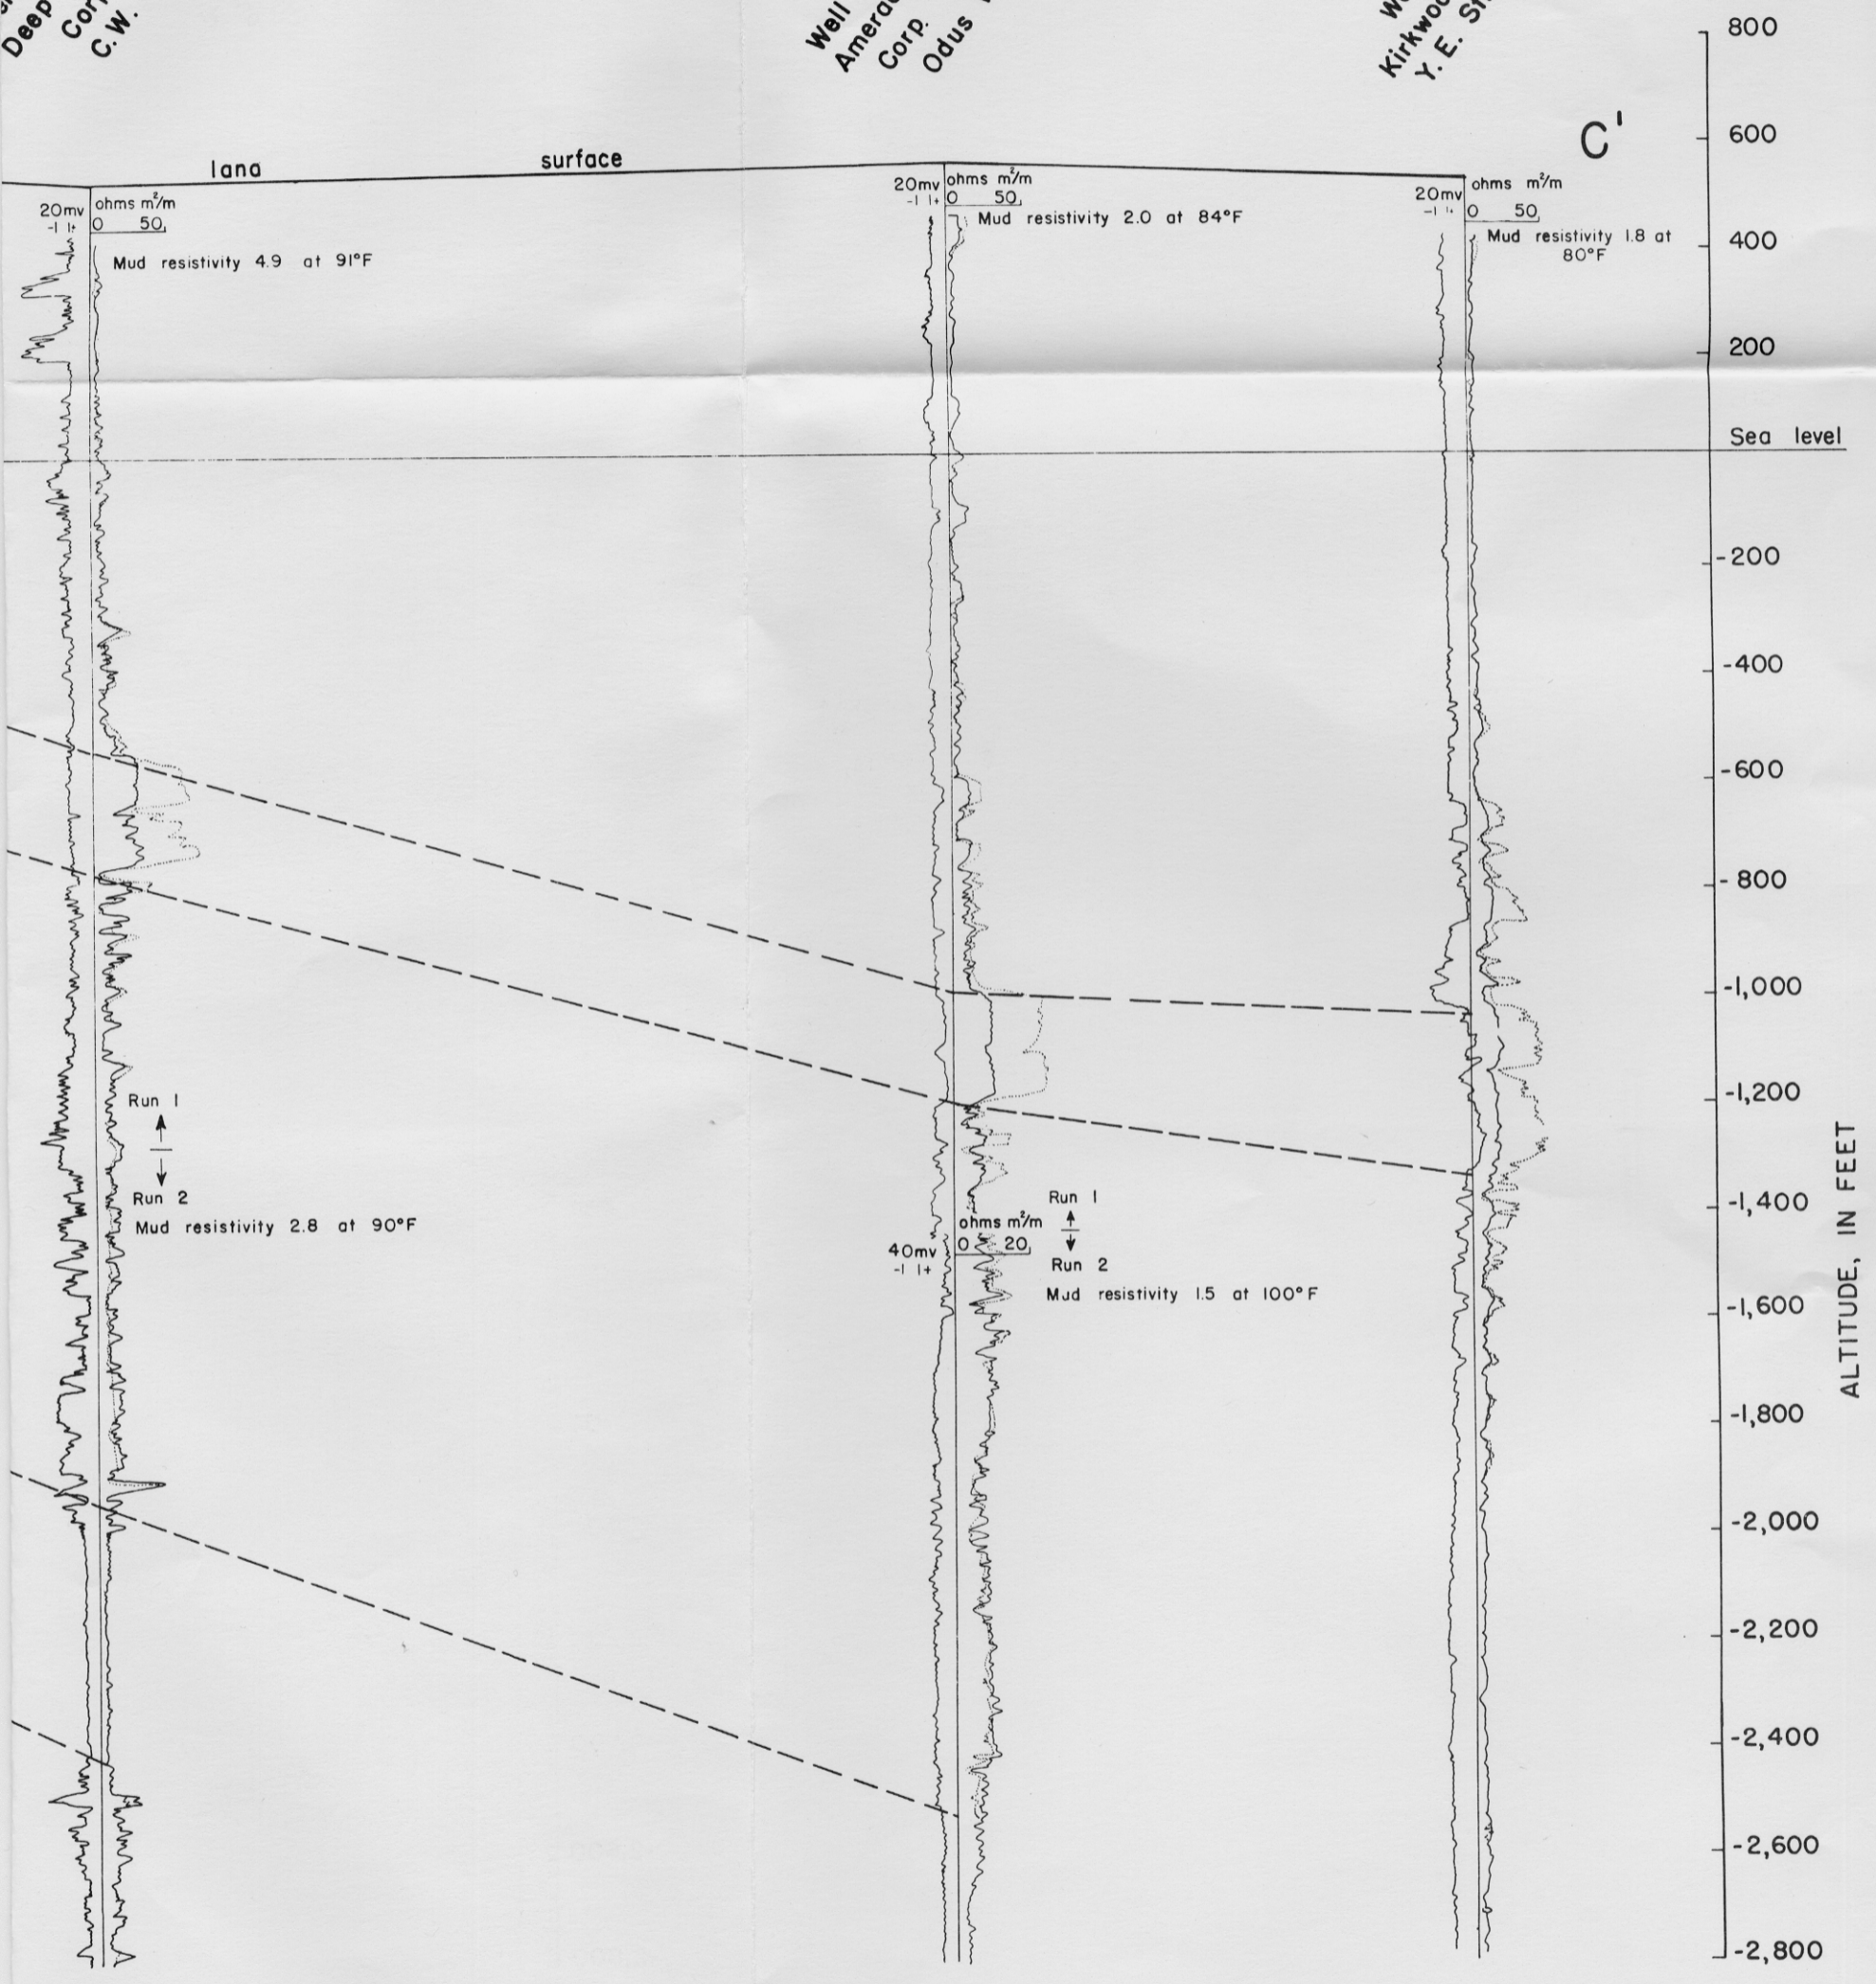 Deep
Cor
C.W.
Well
Amerad
Corp.
Odus
Kirkwoo
Y. E. St
C'
lana surface
20mv
-| |+
ohms m²/m
0 50
Mud resistivity 4.9 at 91°F
20mv
-| |+
ohms m²/m
0 50
Mud resistivity 2.0 at 84°F
20mv
-| |+
ohms m²/m
0 50
Mud resistivity 1.8 at
80°F
800
600
400
200
Sea level
-200
-400
-600
-800
-1,000
-1,200
-1,400
-1,600
-1,800
-2,000
-2,200
-2,400
-2,600
-2,800
ALTITUDE, IN FEET
Run 1
Run 2
Mud resistivity 2.8 at 90°F
Run 1
ohms m²/m
0 20
40mv
-| |+
Run 2
Mud resistivity 1.5 at 100°F